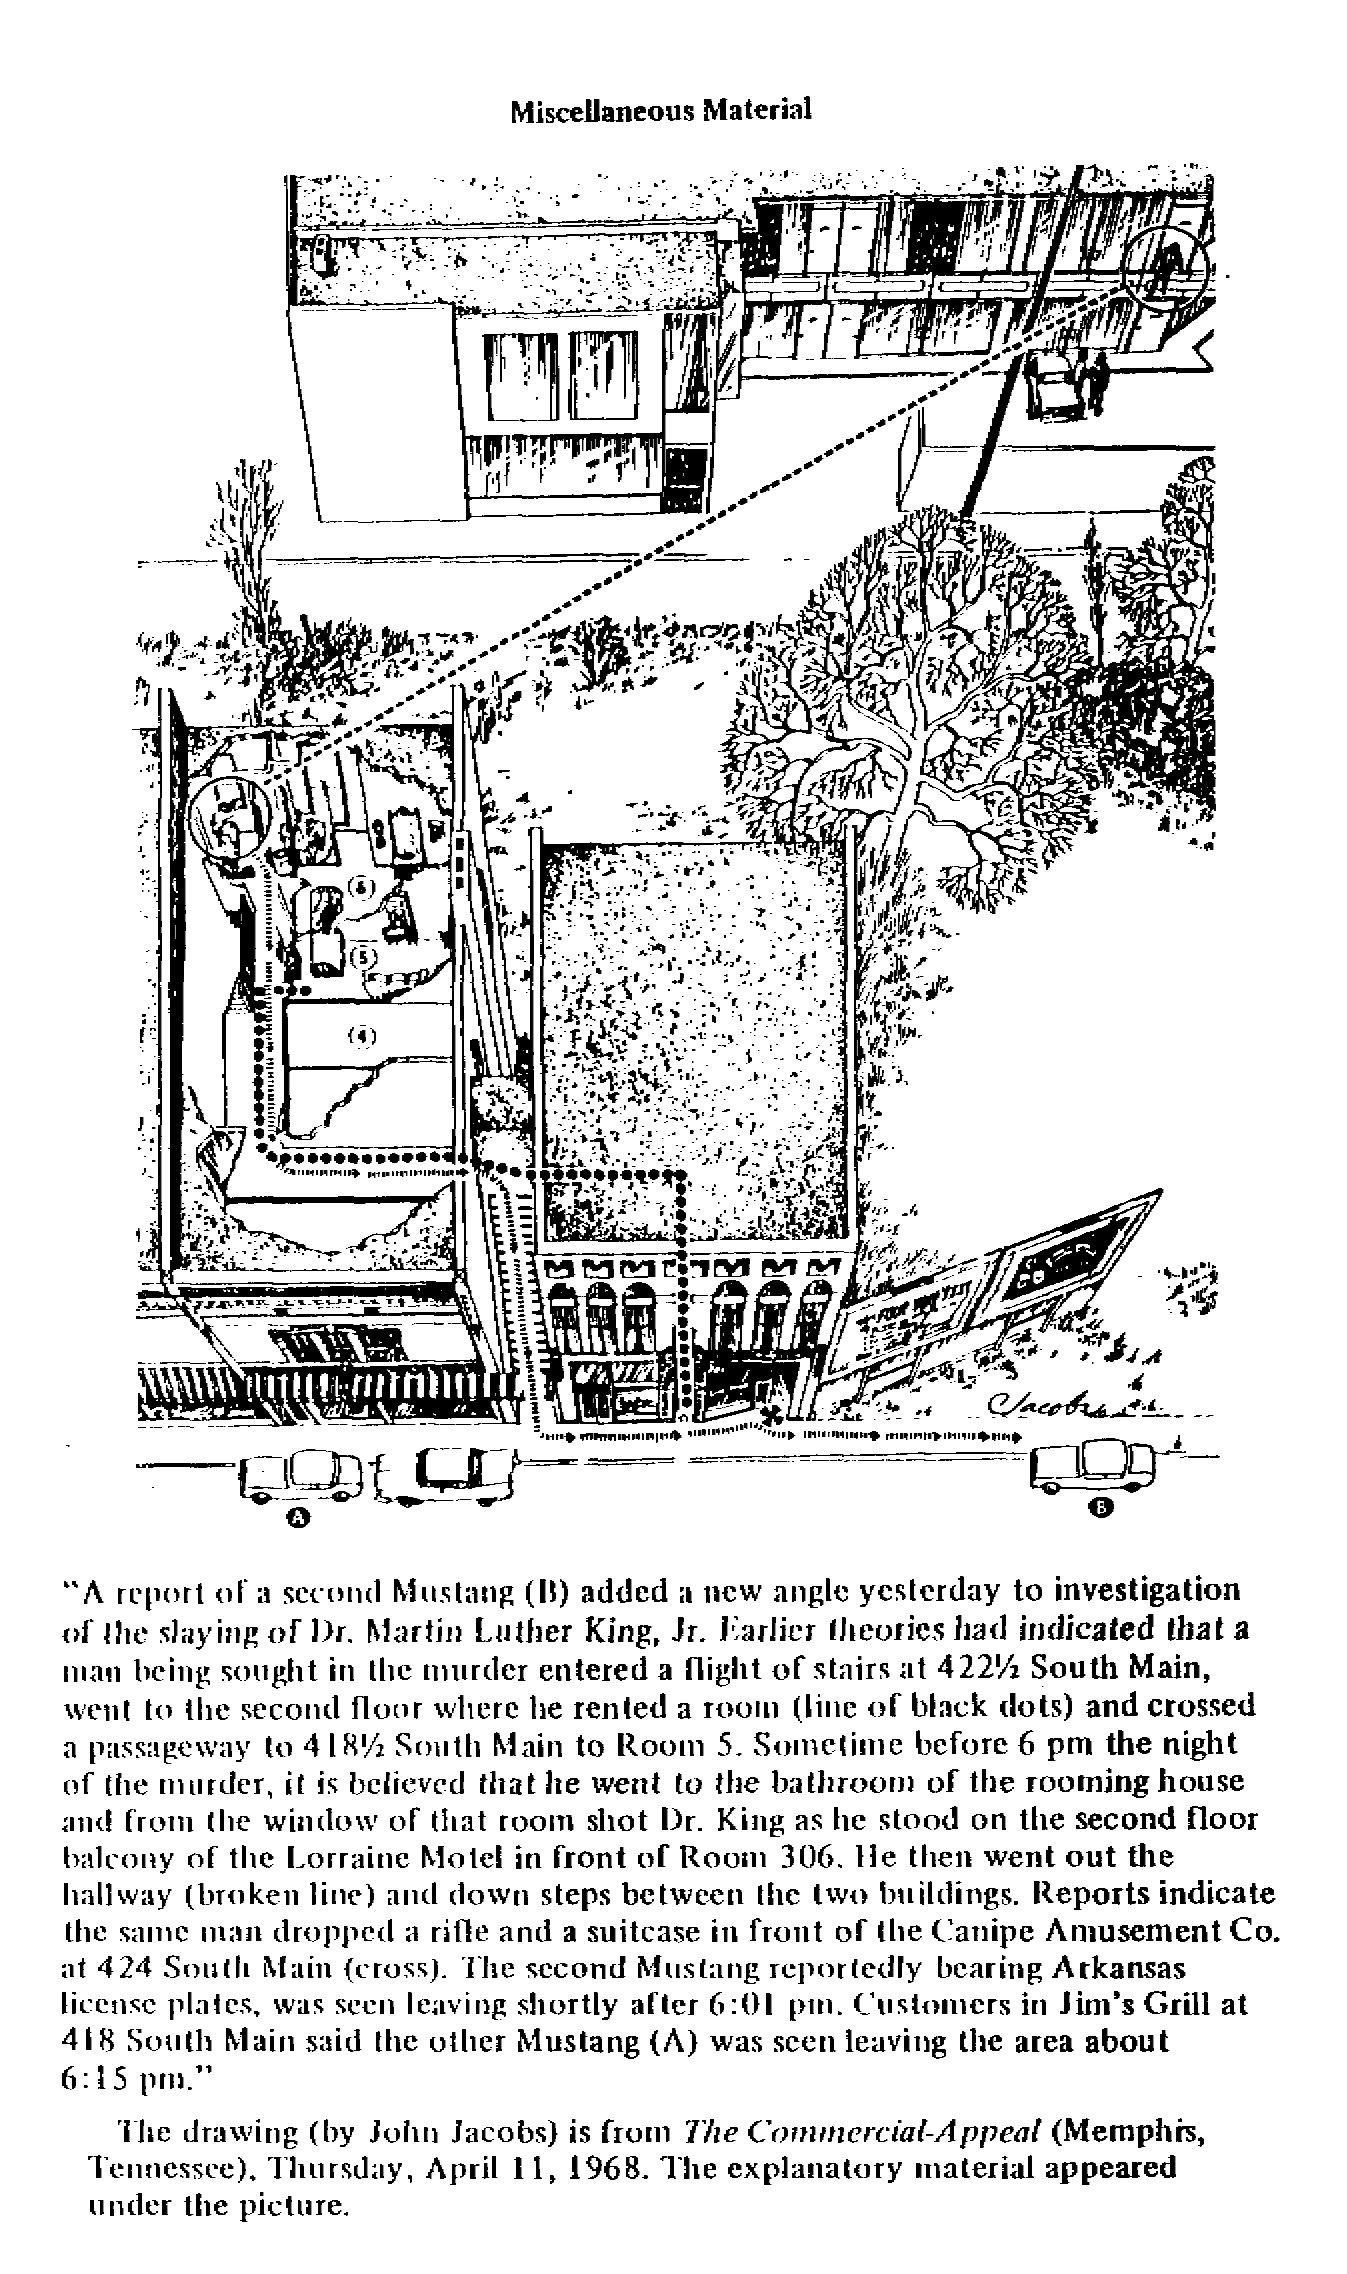 Miscellaneous Material
(6)
(5)
(4)
Jacobs
A
B
"A report of a second Mustang (B) added a new angle yesterday to investigation
of the slaying of Dr. Martin Luther King, Jr. Earlier theories had indicated that a
man being sought in the murder entered a flight of stairs at 422½ South Main,
went to the second floor where he rented a room (line of black dots) and crossed
a passageway to 418½ South Main to Room 5. Sometime before 6 pm the night
of the murder, it is believed that he went to the bathroom of the rooming house
and from the window of that room shot Dr. King as he stood on the second floor
balcony of the Lorraine Motel in front of Room 306. He then went out the
hallway (broken line) and down steps between the two buildings. Reports indicate
the same man dropped a rifle and a suitcase in front of the Canipe Amusement Co.
at 424 South Main (cross). The second Mustang reportedly bearing Arkansas
license plates, was seen leaving shortly after 6:01 pm. Customers in Jim's Grill at
418 South Main said the other Mustang (A) was seen leaving the area about
6:15 pm."
The drawing (by John Jacobs) is from The Commercial-Appeal (Memphis,
Tennessee), Thursday, April 11, 1968. The explanatory material appeared
under the picture.